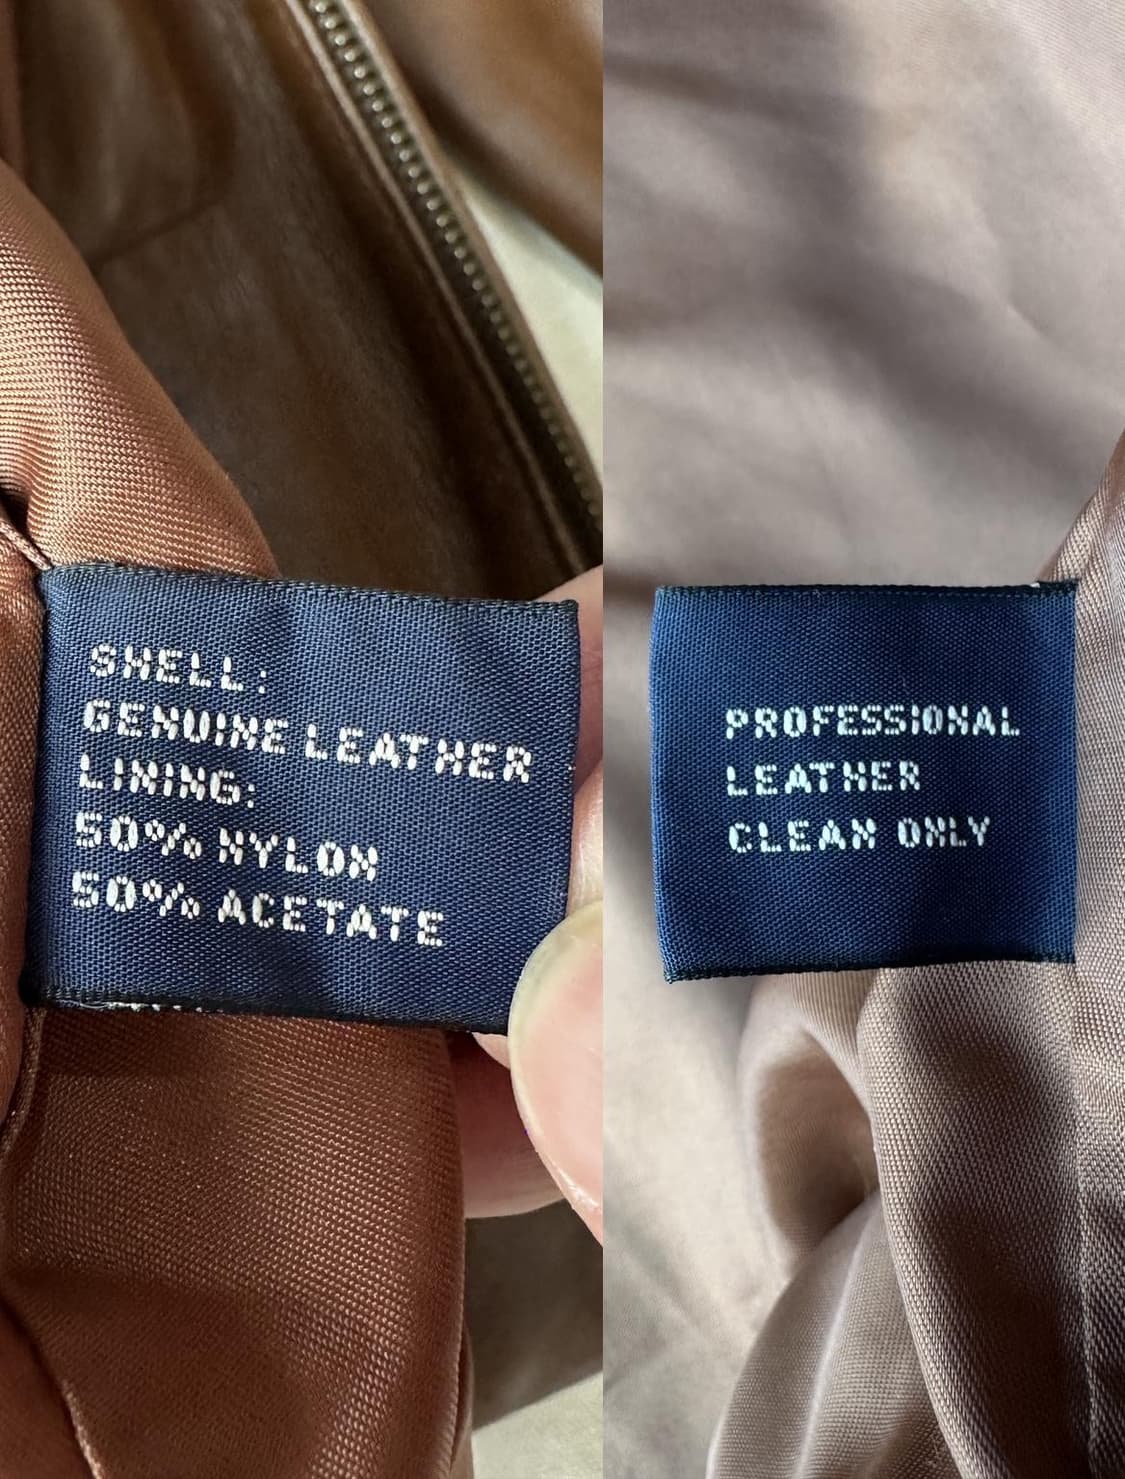 SHELL:
GENUINE LEATHER
LINING:
50% NYLON
50% ACETATE
PROFESSIONAL
LEATHER
CLEAN ONLY